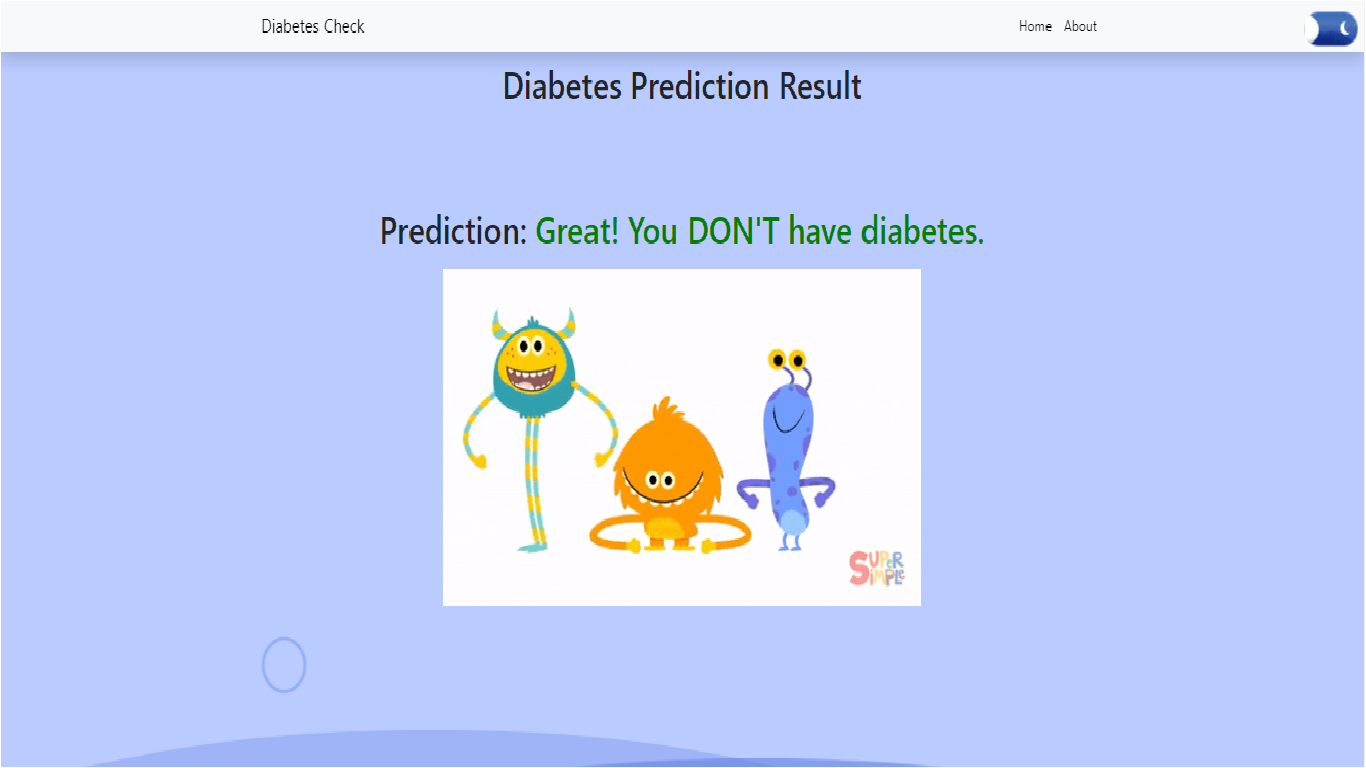 Diabetes Check
Home About
Diabetes Prediction Result
Prediction: Great! You DON'T have diabetes.
SUPER
SiMPLE